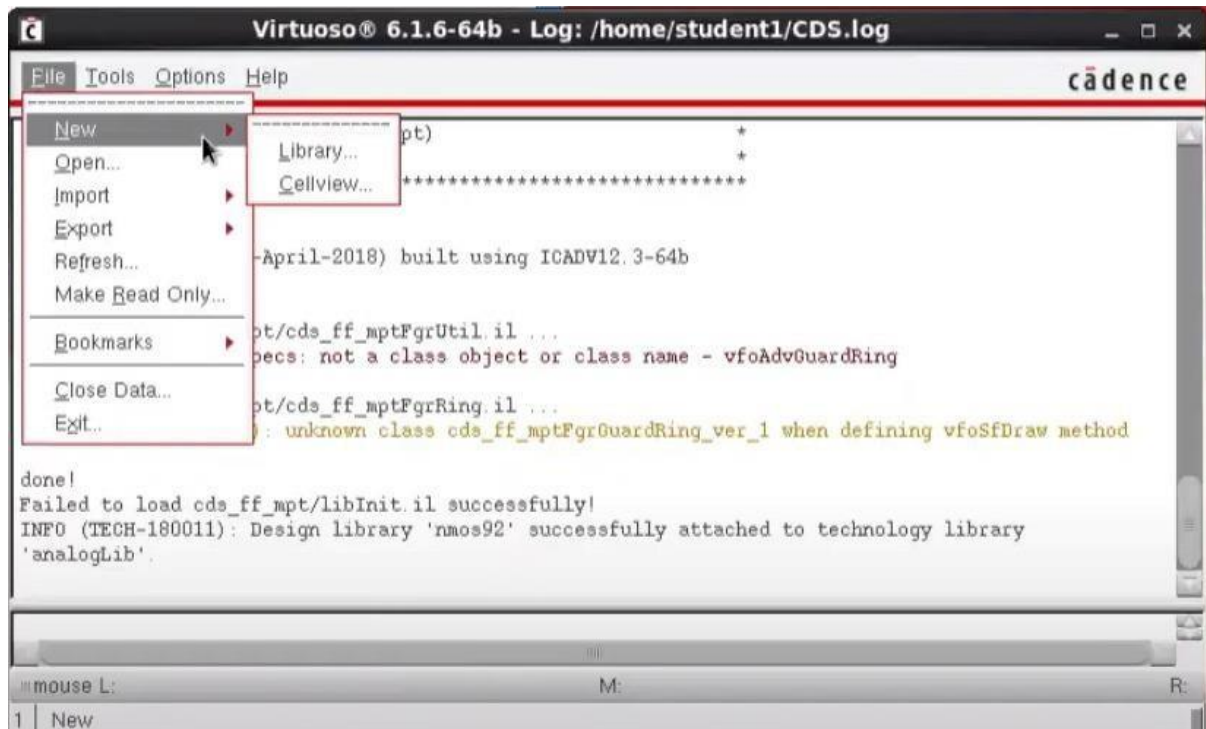 Virtuoso® 6.1.6-64b - Log: /home/student1/CDS.log
File Tools Options Help
cādence
New
Open...
Import
Export
Refresh...
Make Read Only...
Bookmarks
Close Data...
Exit...
Library...
Cellview...
pt) *
*
*******************************
-April-2018) built using ICADV12.3-64b
pt/cds_ff_mptFgrUtil.il ...
pecs: not a class object or class name - vfoAdvGuardRing
pt/cds_ff_mptFgrRing.il ...
): unknown class cds_ff_mptFgrGuardRing_ver_1 when defining vfoSfDraw method
done!
Failed to load cds_ff_mpt/libInit.il successfully!
INFO (TECH-180011): Design library 'nmos92' successfully attached to technology library
'analogLib'.
mouse L: M: R:
1 New